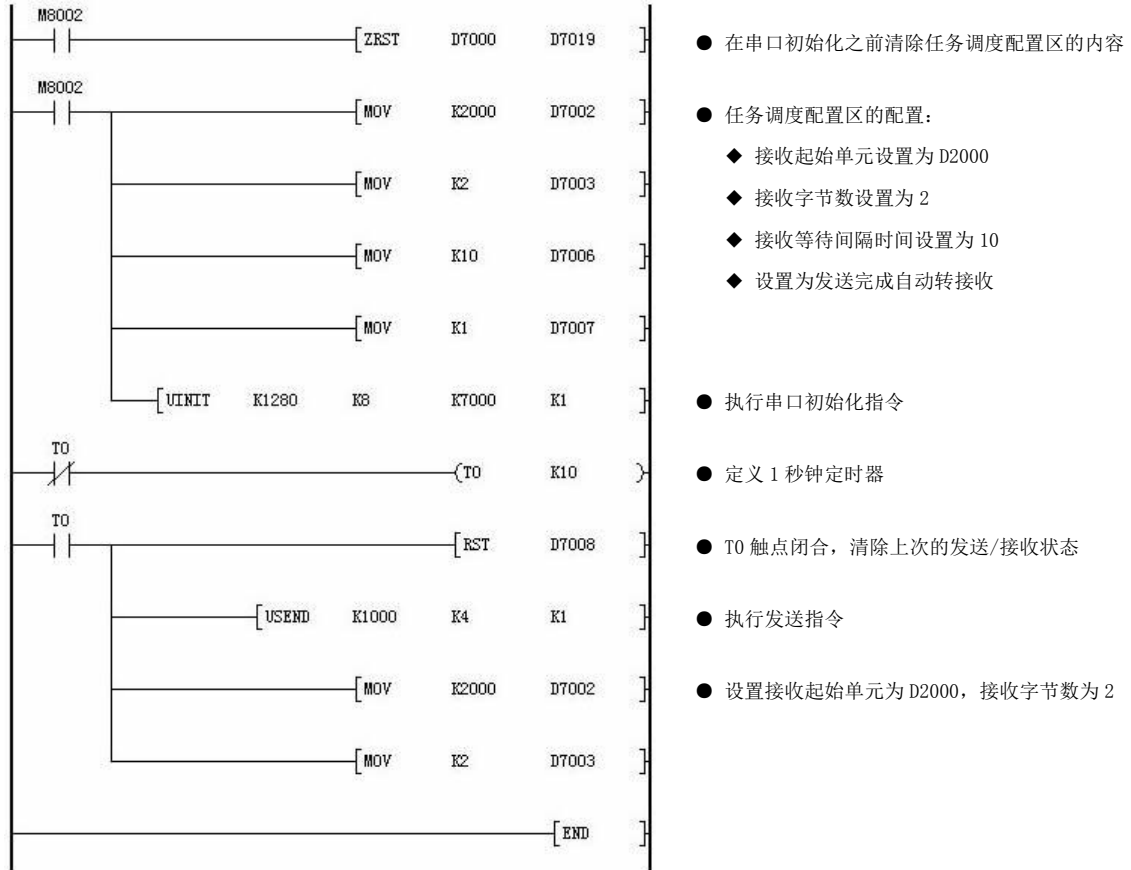 M8002
[ZRST D7000 D7019 ]
● 在串口初始化之前清除任务调度配置区的内容
M8002
[MOV K2000 D7002 ]
● 任务调度配置区的配置：
◆ 接收起始单元设置为 D2000
[MOV K2 D7003 ]
◆ 接收字节数设置为 2
◆ 接收等待间隔时间设置为 10
[MOV K10 D7006 ]
◆ 设置为发送完成自动转接收
[MOV K1 D7007 ]
[UINIT K1280 K8 K7000 K1 ]
● 执行串口初始化指令
T0
(T0 K10 )
● 定义 1 秒钟定时器
T0
[RST D7008 ]
● T0 触点闭合，清除上次的发送/接收状态
[USEND K1000 K4 K1 ]
● 执行发送指令
[MOV K2000 D7002 ]
● 设置接收起始单元为 D2000，接收字节数为 2
[MOV K2 D7003 ]
[END ]